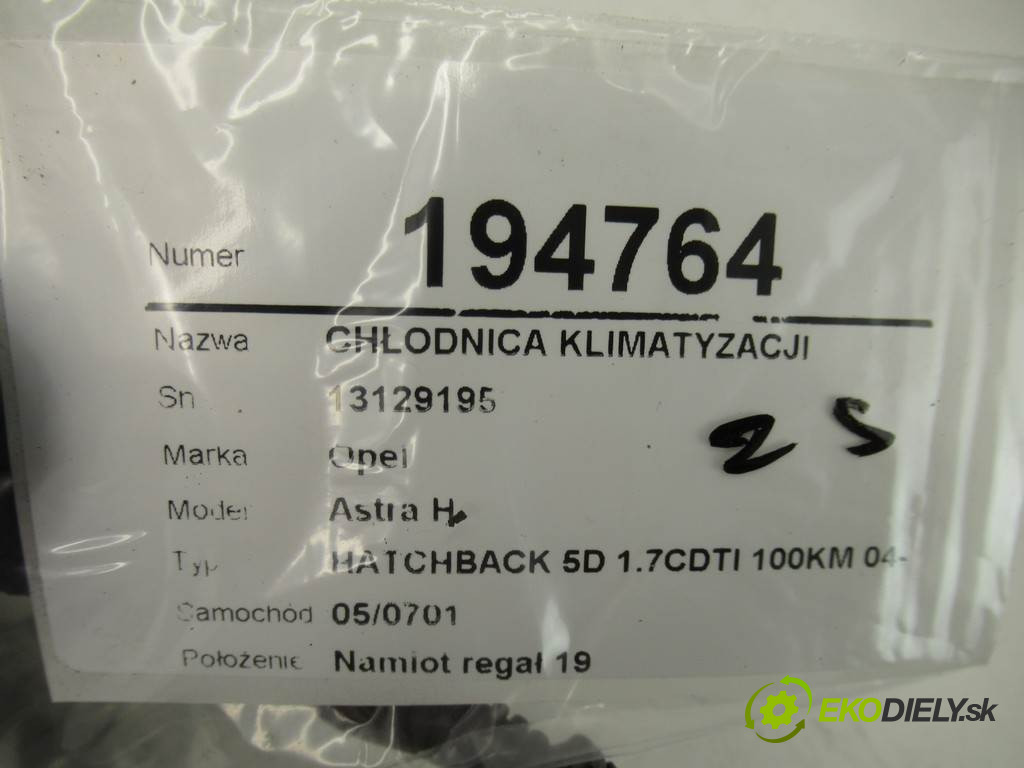 Numer 194764
Nazwa CHŁODNICA KLIMATYZACJI
Sn 13129195
Marka Opel
Model Astra H
Typ HATCHBACK 5D 1.7CDTI 100KM 04-
Samochód 05/0701
Położenie Namiot regał 19
2 S
EKODIELY.sk